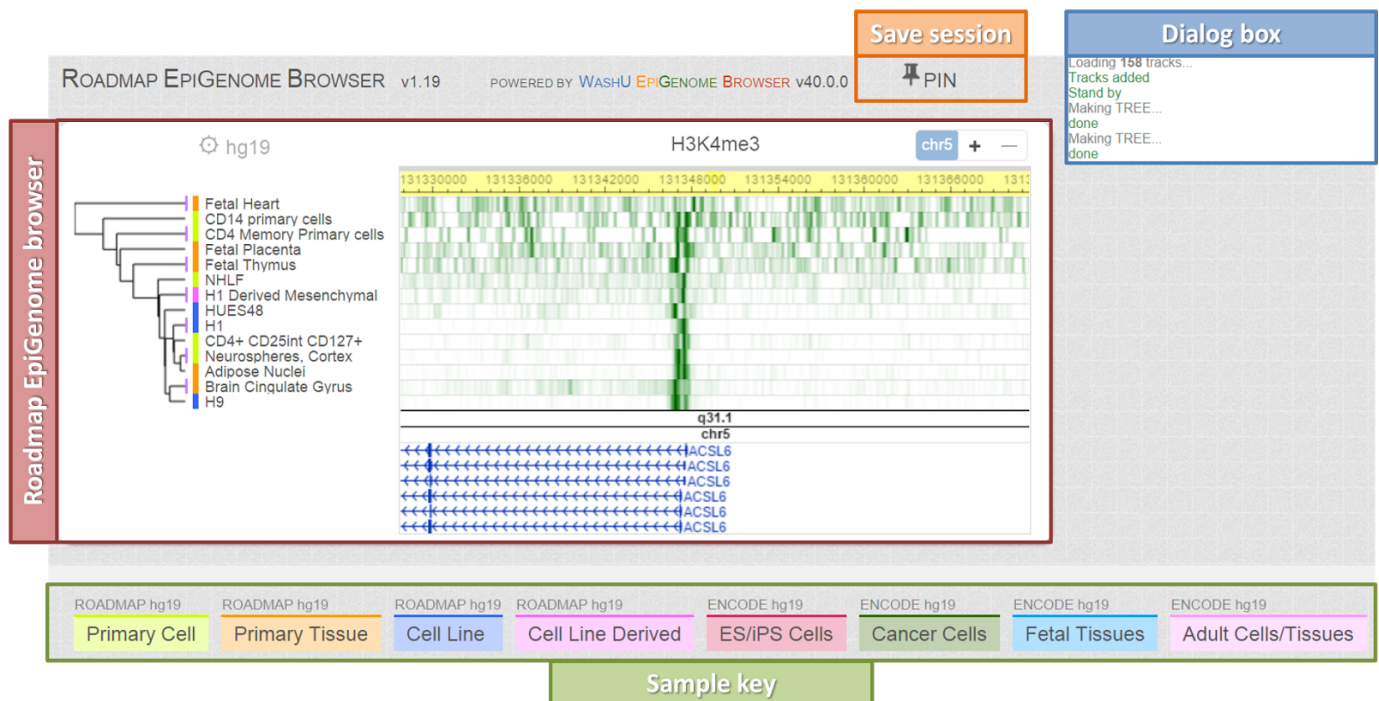 Save session
Dialog box
ROADMAP EPIGENOME BROWSER v1.19 POWERED BY WASHU EPIGENOME BROWSER v40.0.0
PIN
Loading 158 tracks...
Tracks added
Stand by
Making TREE...
done
Making TREE...
done
Roadmap EpiGenome browser
hg19
H3K4me3
chr5 + —
131330000 131336000 131342000 131348000 131354000 131360000 131366000 1313
Fetal Heart
CD14 primary cells
CD4 Memory Primary cells
Fetal Placenta
Fetal Thymus
NHLF
H1 Derived Mesenchymal
HUES48
H1
CD4+ CD25int CD127+
Neurospheres, Cortex
Adipose Nuclei
Brain Cingulate Gyrus
H9
q31.1
chr5
ACSL6
ACSL6
ACSL6
ACSL6
ACSL6
ACSL6
ROADMAP hg19 ROADMAP hg19 ROADMAP hg19 ROADMAP hg19 ENCODE hg19 ENCODE hg19 ENCODE hg19 ENCODE hg19
Primary Cell Primary Tissue Cell Line Cell Line Derived ES/iPS Cells Cancer Cells Fetal Tissues Adult Cells/Tissues
Sample key